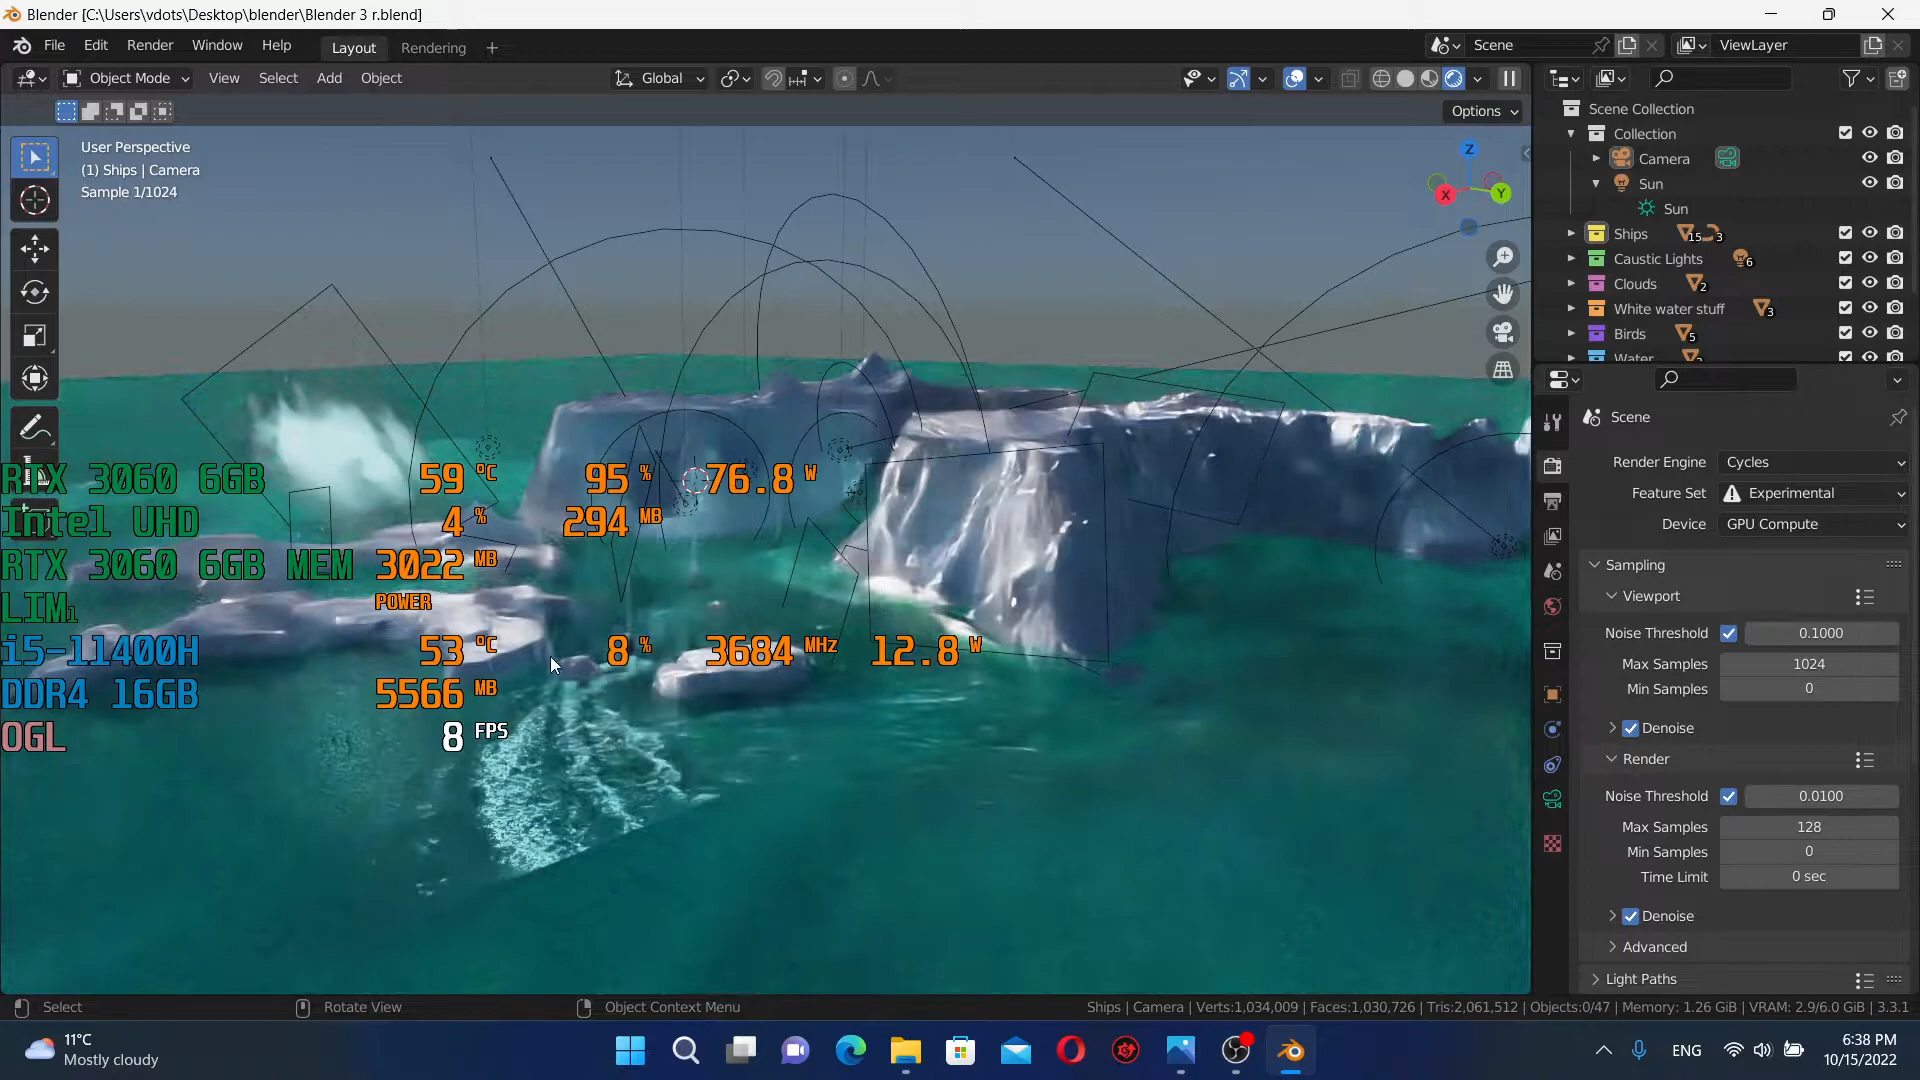 Blender [C:\Users\vdots\Desktop\blender\Blender 3 r.blend]
File Edit Render Window Help Layout Rendering + Scene ViewLayer
Object Mode View Select Add Object Global
Options
User Perspective
(1) Ships | Camera
Sample 1/1024
Z
X Y
RTX 3060 6GB 59 °C 95 % 76.8 W
Intel UHD 4 % 294 MB
RTX 3060 6GB MEM 3022 MB
LIM1 POWER
i5-11400H 53 °C 8 % 3684 MHz 12.8 W
DDR4 16GB 5566 MB
OGL 8 FPS
Scene Collection
Collection
Camera
Sun
Sun
Ships 15 3
Caustic Lights 6
Clouds 2
White water stuff 3
Birds 5
Water
Scene
Render Engine Cycles
Feature Set Experimental
Device GPU Compute
Sampling
Viewport
Noise Threshold 0.1000
Max Samples 1024
Min Samples 0
Denoise
Render
Noise Threshold 0.0100
Max Samples 128
Min Samples 0
Time Limit 0 sec
Denoise
Advanced
Light Paths
Select Rotate View Object Context Menu Ships | Camera | Verts:1,034,009 | Faces:1,030,726 | Tris:2,061,512 | Objects:0/47 | Memory: 1.26 GiB | VRAM: 2.9/6.0 GiB | 3.3.1
11°C
Mostly cloudy
ENG
6:38 PM
10/15/2022